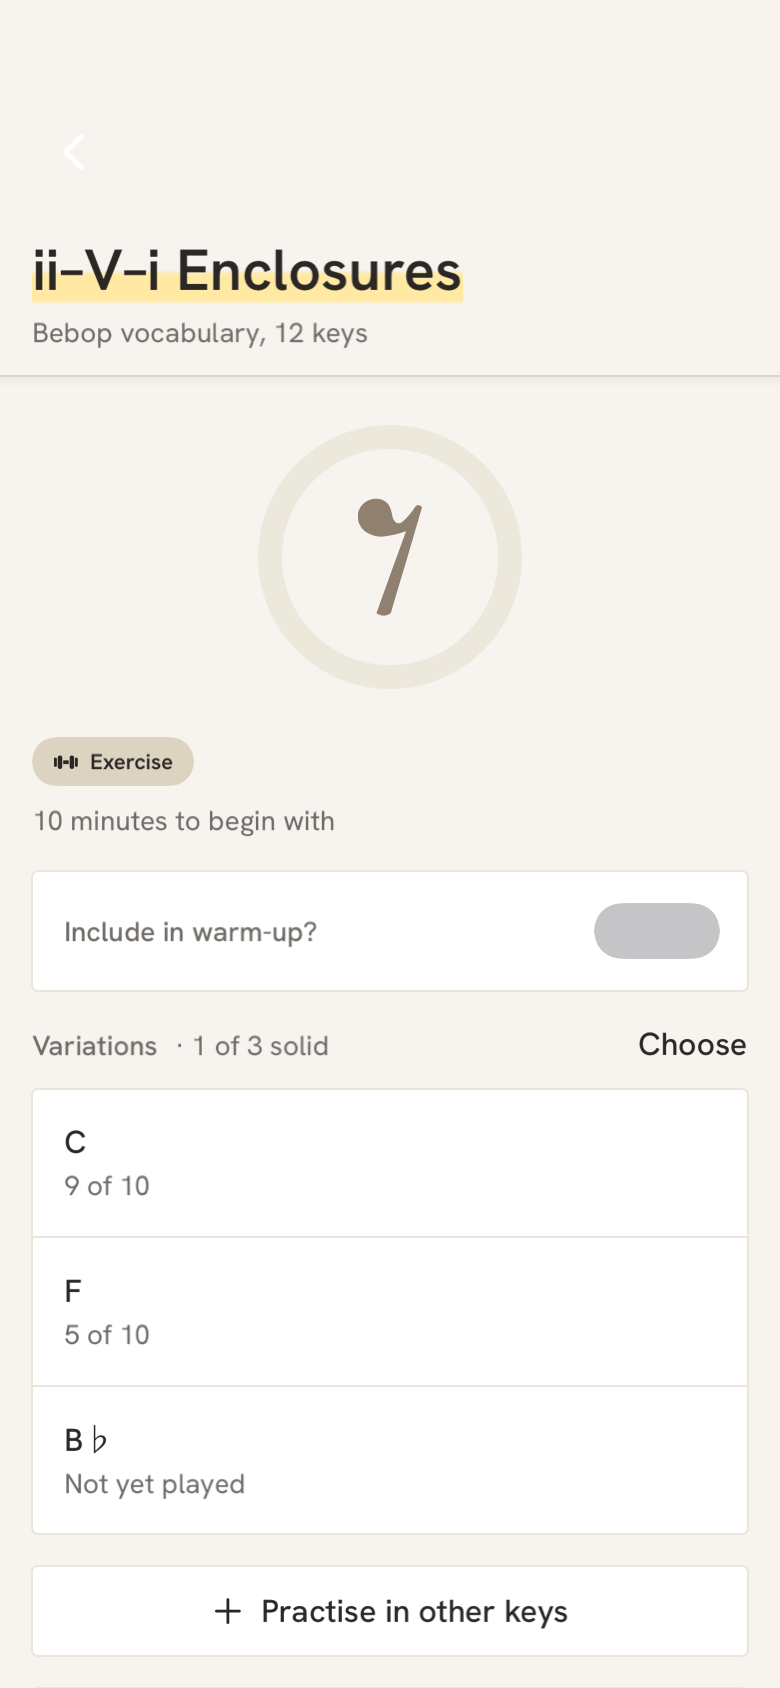 ii–V–i Enclosures
Bebop vocabulary, 12 keys
Exercise
10 minutes to begin with
Include in warm-up?
Variations · 1 of 3 solid
Choose
C
9 of 10
F
5 of 10
B♭
Not yet played
+ Practise in other keys